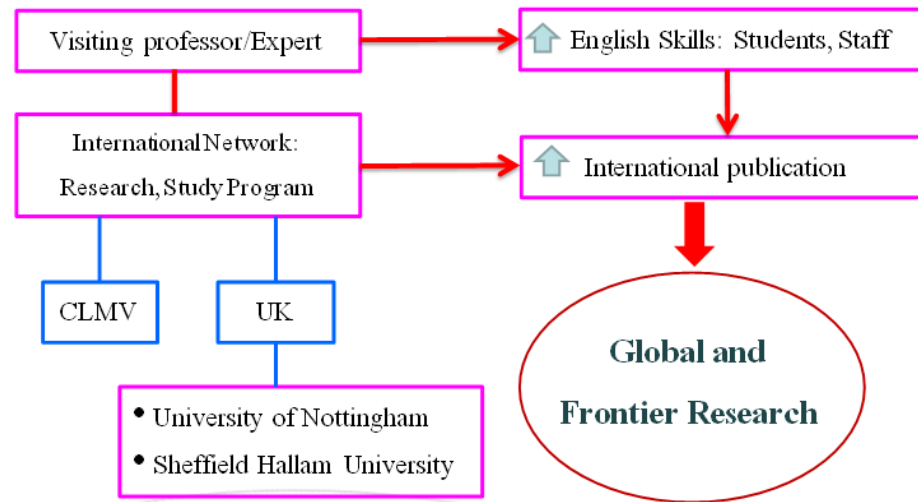 Visiting professor/Expert
English Skills: Students, Staff
International Network:
Research, Study Program
International publication
CLMV
UK
Global and
Frontier Research
• University of Nottingham
• Sheffield Hallam University